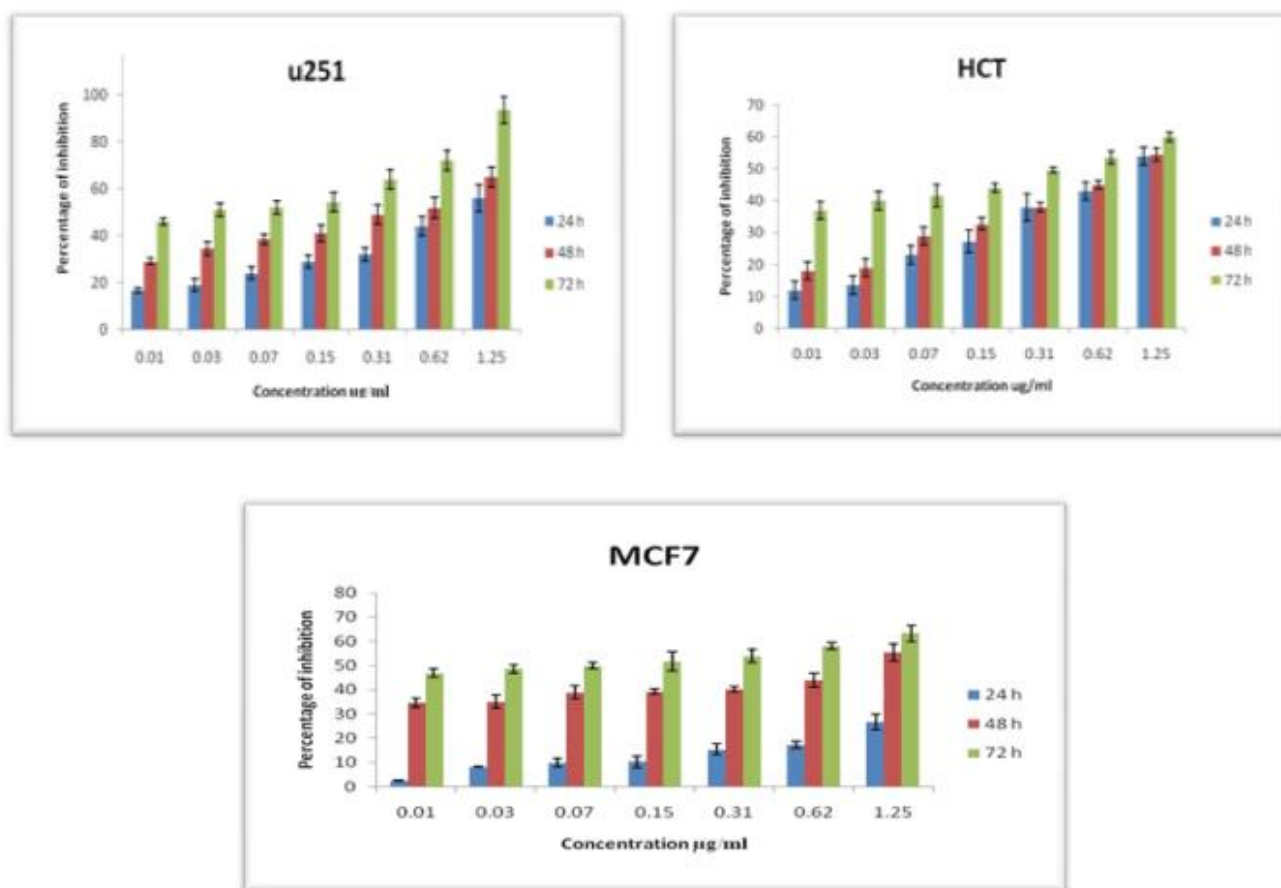 u251
Percentage of inhibition
100
80
60
40
20
0
0.01 0.03 0.07 0.15 0.31 0.62 1.25
Concentration ug/ml
24 h
48 h
72 h
HCT
Percentage of inhibition
70
60
50
40
30
20
10
0
0.01 0.03 0.07 0.15 0.31 0.62 1.25
Concentration ug/ml
24 h
48 h
72 h
MCF7
Percentage of inhibition
80
70
60
50
40
30
20
10
0
0.01 0.03 0.07 0.15 0.31 0.62 1.25
Concentration µg/ml
24 h
48 h
72 h